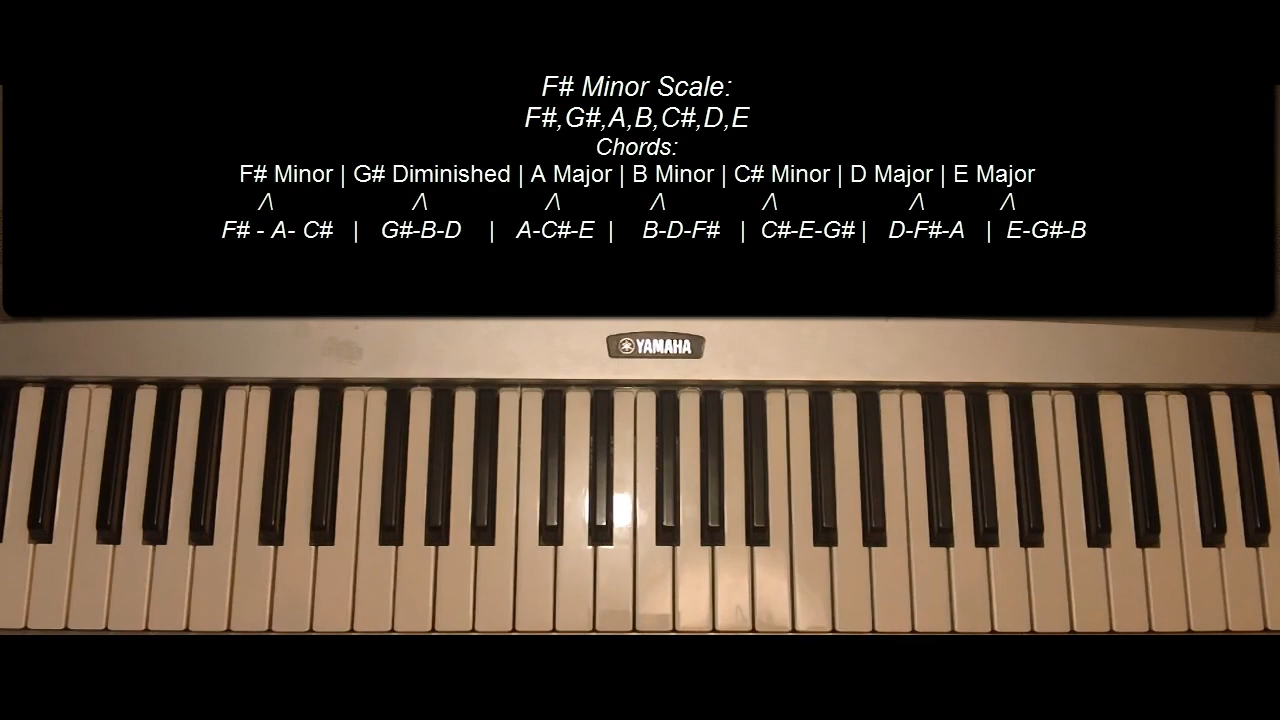 F# Minor Scale:
F#,G#,A,B,C#,D,E
Chords:
F# Minor | G# Diminished | A Major | B Minor | C# Minor | D Major | E Major
/\ /\ /\ /\ /\ /\ /\
F# - A- C# | G#-B-D | A-C#-E | B-D-F# | C#-E-G# | D-F#-A | E-G#-B
YAMAHA